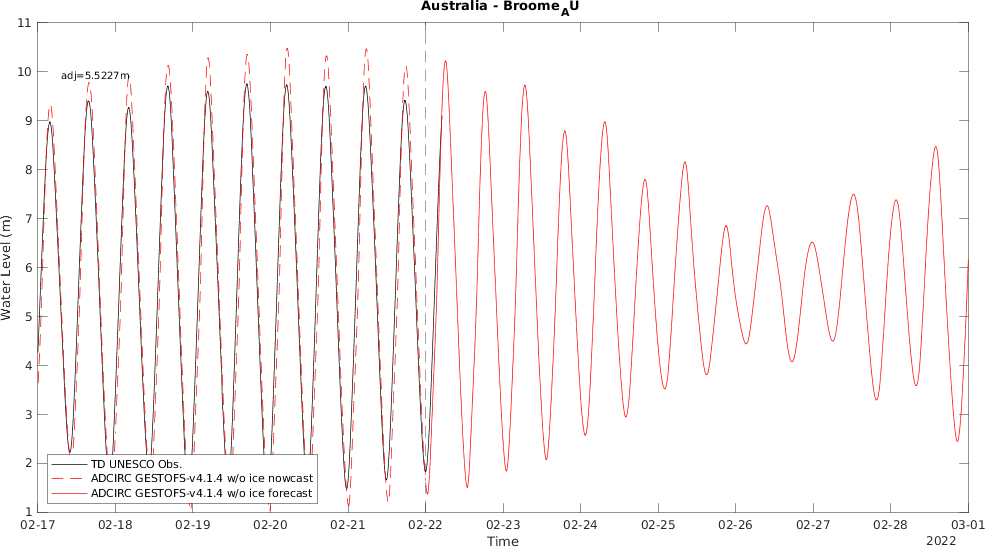 Australia - Broome_AU
11
10
9
8
7
6
5
4
3
2
1
Water Level (m)
adj=5.5227m
TD UNESCO Obs.
ADCIRC GESTOFS-v4.1.4 w/o ice nowcast
ADCIRC GESTOFS-v4.1.4 w/o ice forecast
02-17 02-18 02-19 02-20 02-21 02-22 02-23 02-24 02-25 02-26 02-27 02-28 03-01
Time
2022